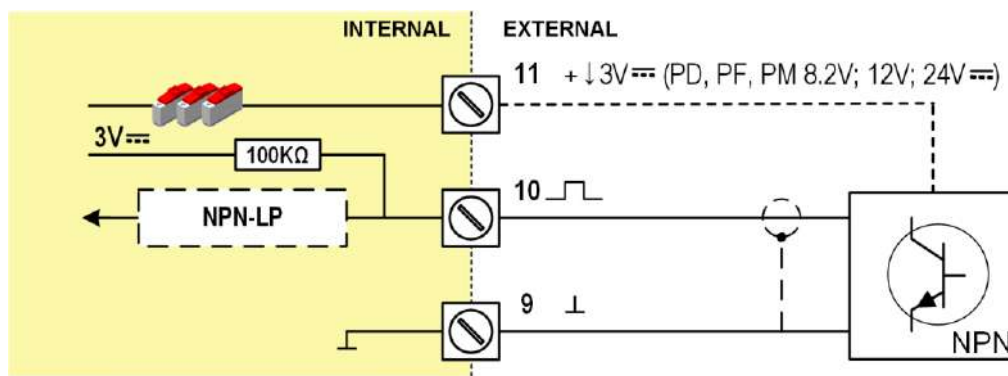 INTERNAL EXTERNAL
11 + ↓3V⎓ (PD, PF, PM 8.2V; 12V; 24V⎓)
3V⎓
100KΩ
10
NPN-LP
9 ⊥
NPN